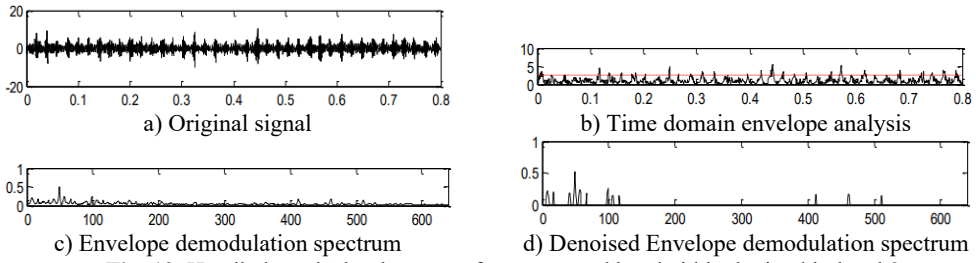 20
0
-20
0 0.1 0.2 0.3 0.4 0.5 0.6 0.7 0.8
a) Original signal
10
5
0
0 0.1 0.2 0.3 0.4 0.5 0.6 0.7 0.8
b) Time domain envelope analysis
1
0.5
0
0 100 200 300 400 500 600
c) Envelope demodulation spectrum
1
0.5
0
0 100 200 300 400 500 600
d) Denoised Envelope demodulation spectrum